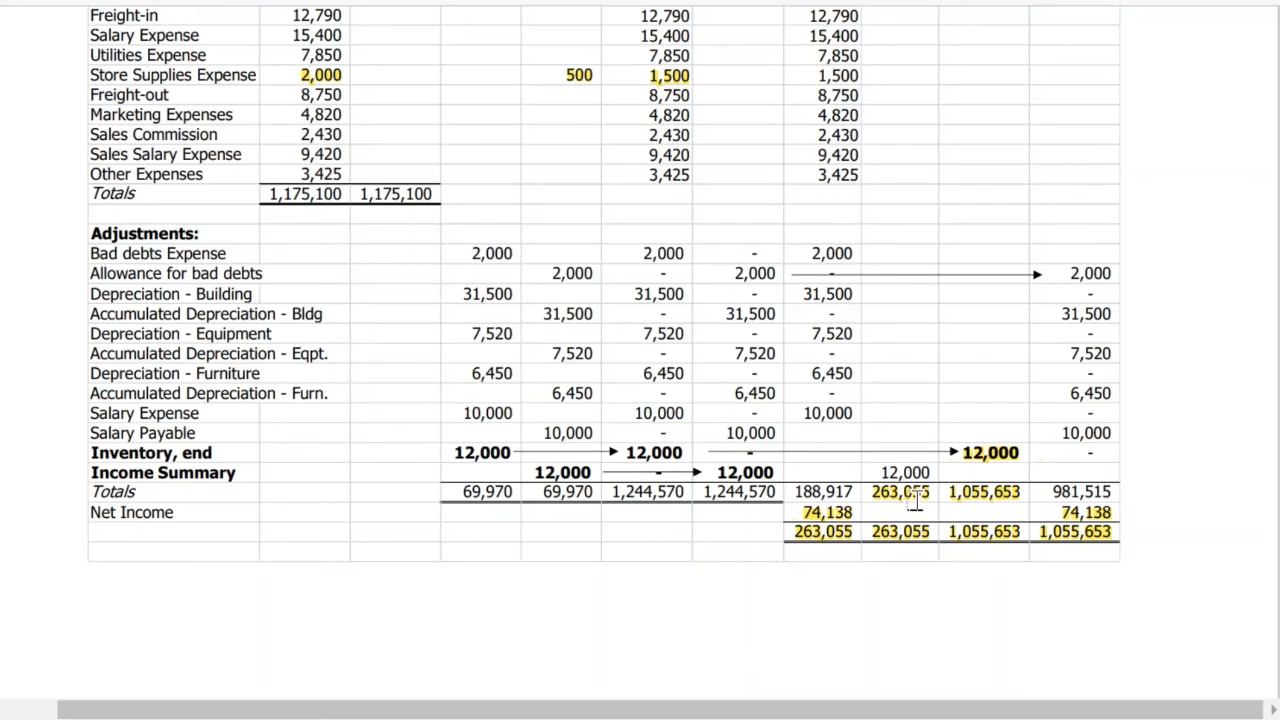 Freight-in 12,790 12,790 12,790
Salary Expense 15,400 15,400 15,400
Utilities Expense 7,850 7,850 7,850
Store Supplies Expense 2,000 500 1,500 1,500
Freight-out 8,750 8,750 8,750
Marketing Expenses 4,820 4,820 4,820
Sales Commission 2,430 2,430 2,430
Sales Salary Expense 9,420 9,420 9,420
Other Expenses 3,425 3,425 3,425
Totals 1,175,100 1,175,100
Adjustments:
Bad debts Expense 2,000 2,000 - 2,000
Allowance for bad debts 2,000 - 2,000 - 2,000
Depreciation - Building 31,500 31,500 - 31,500 -
Accumulated Depreciation - Bldg 31,500 - 31,500 - 31,500
Depreciation - Equipment 7,520 7,520 - 7,520 -
Accumulated Depreciation - Eqpt. 7,520 - 7,520 - 7,520
Depreciation - Furniture 6,450 6,450 - 6,450 -
Accumulated Depreciation - Furn. 6,450 - 6,450 - 6,450
Salary Expense 10,000 10,000 - 10,000 -
Salary Payable 10,000 - 10,000 10,000
Inventory, end 12,000 12,000 - 12,000 -
Income Summary 12,000 - 12,000 12,000
Totals 69,970 69,970 1,244,570 1,244,570 188,917 263,055 1,055,653 981,515
Net Income 74,138 74,138
263,055 263,055 1,055,653 1,055,653